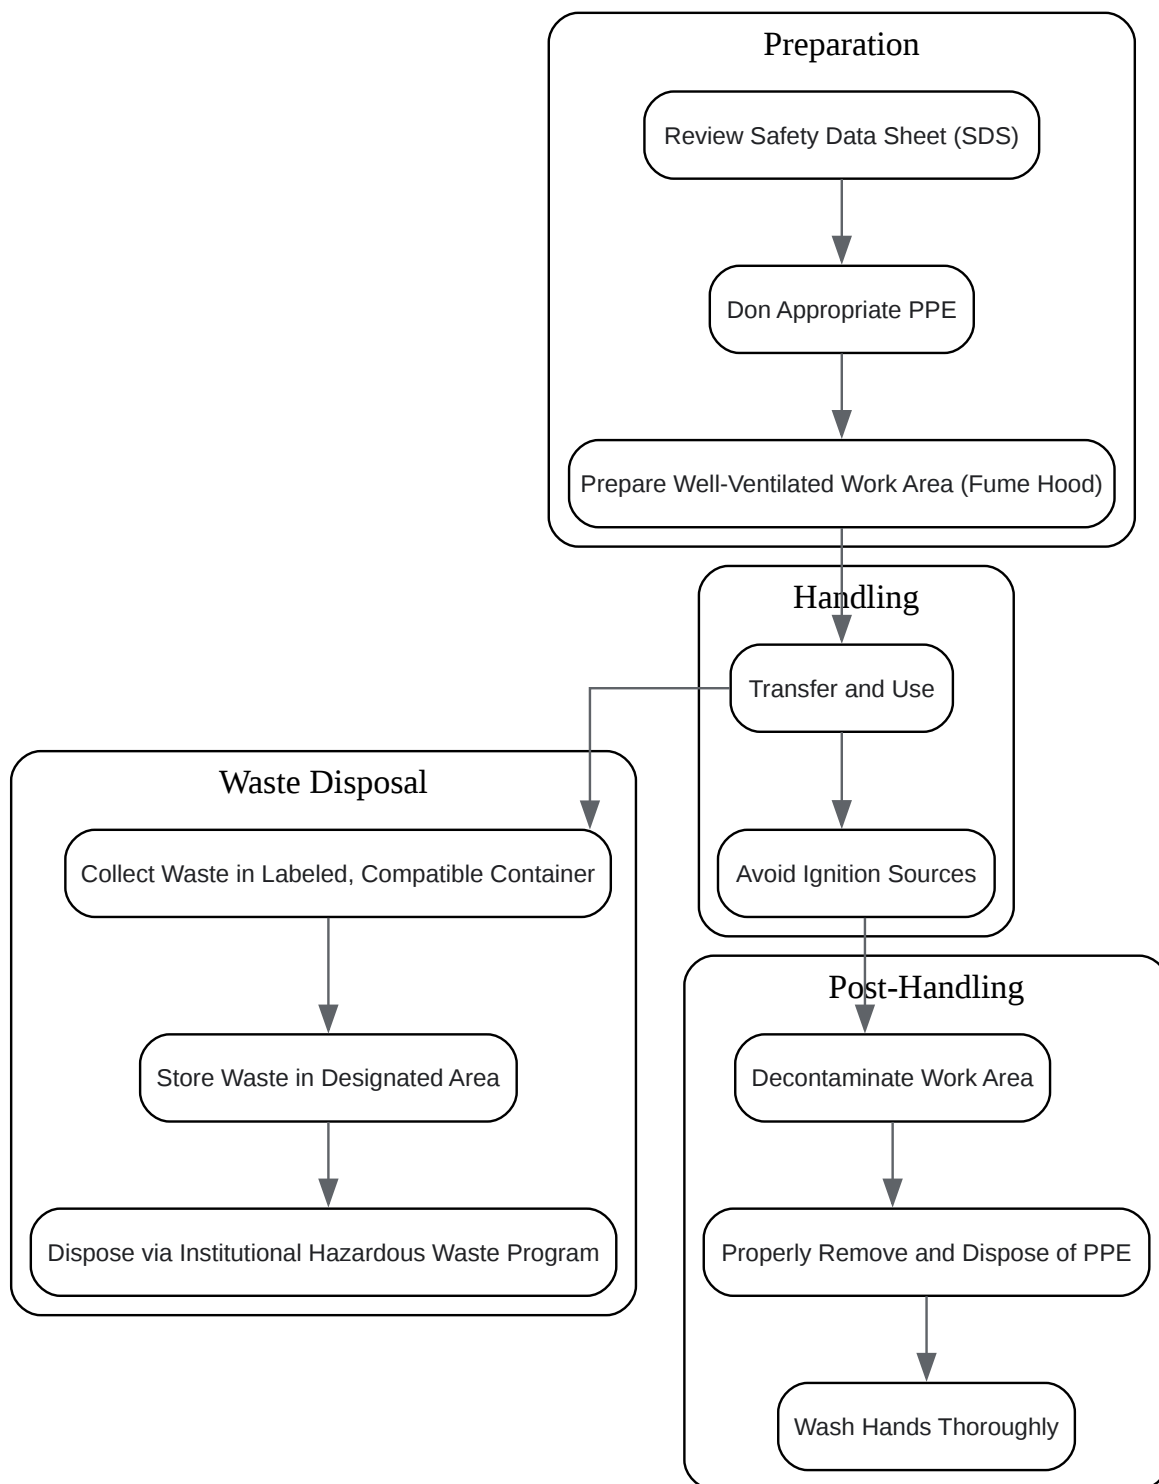 Preparation
Review Safety Data Sheet (SDS)
Don Appropriate PPE
Prepare Well-Ventilated Work Area (Fume Hood)
Handling
Transfer and Use
Avoid Ignition Sources
Waste Disposal
Collect Waste in Labeled, Compatible Container
Store Waste in Designated Area
Dispose via Institutional Hazardous Waste Program
Post-Handling
Decontaminate Work Area
Properly Remove and Dispose of PPE
Wash Hands Thoroughly